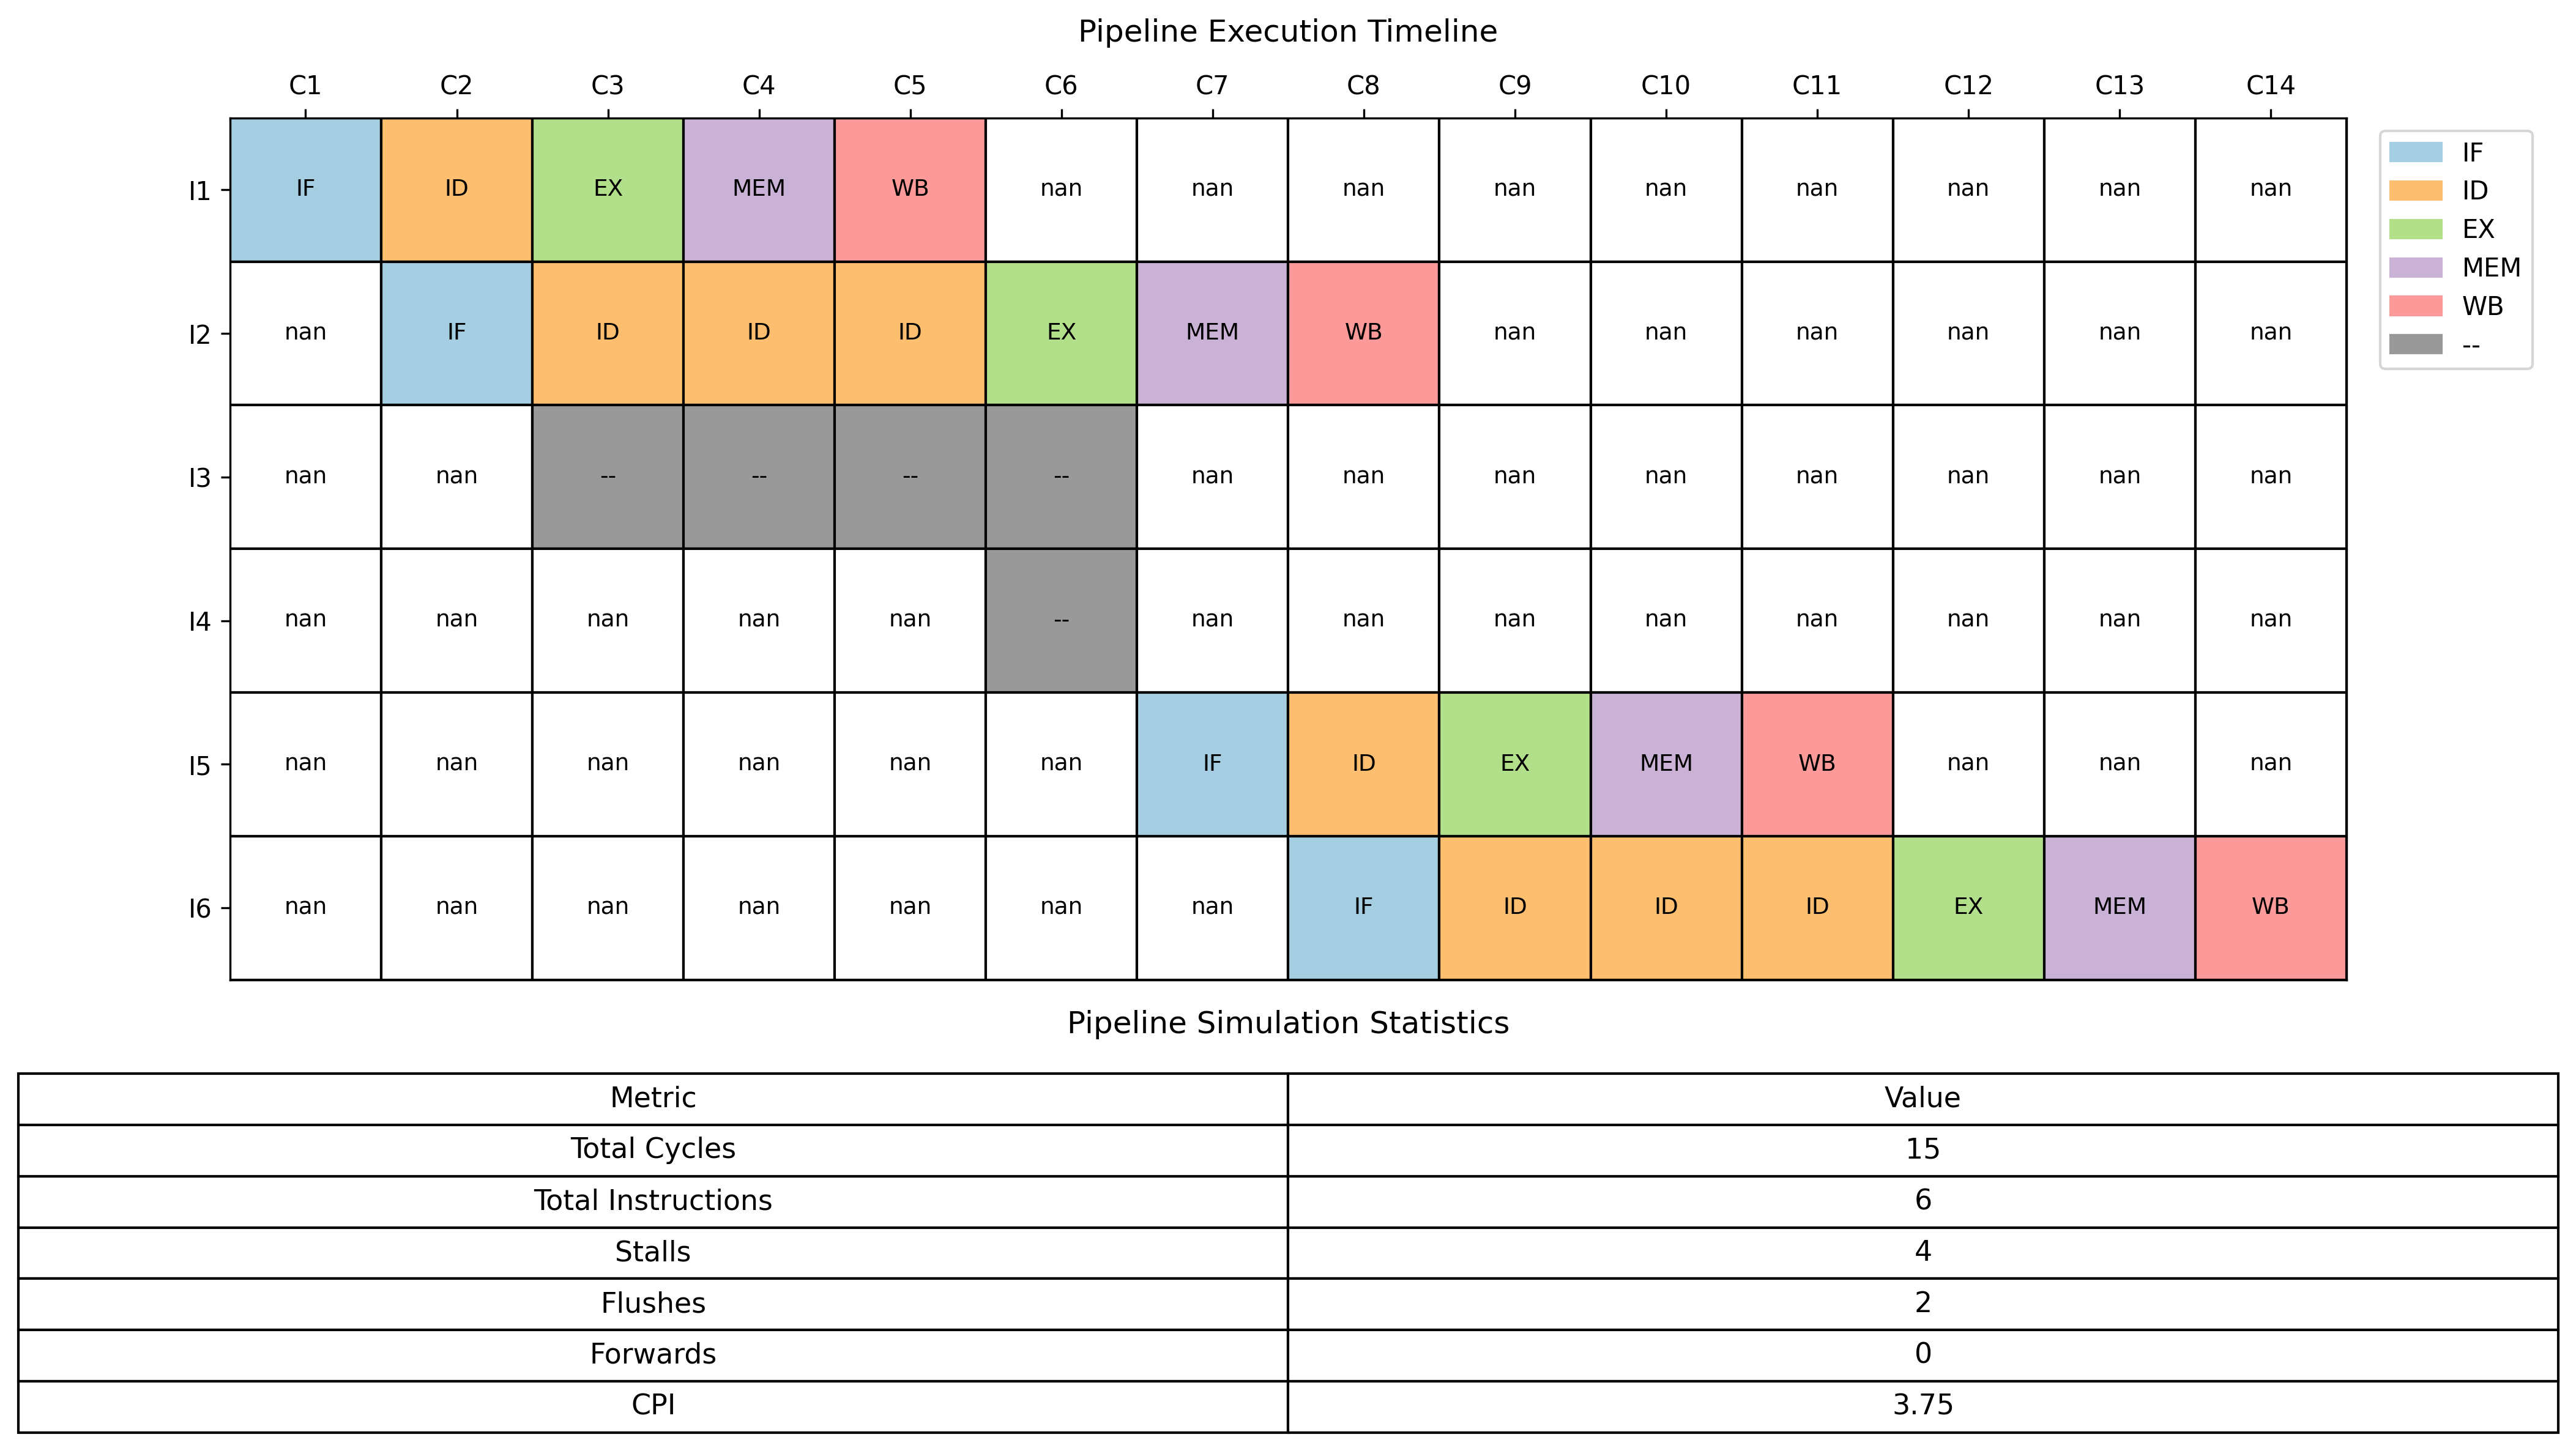 Pipeline Execution Timeline
C1 C2 C3 C4 C5 C6 C7 C8 C9 C10 C11 C12 C13 C14
I1 IF ID EX MEM WB nan nan nan nan nan nan nan nan nan
I2 nan IF ID ID ID EX MEM WB nan nan nan nan nan nan
I3 nan nan -- -- -- -- nan nan nan nan nan nan nan nan
I4 nan nan nan nan nan -- nan nan nan nan nan nan nan nan
I5 nan nan nan nan nan nan IF ID EX MEM WB nan nan nan
I6 nan nan nan nan nan nan nan IF ID ID ID EX MEM WB
IF
ID
EX
MEM
WB
--
Pipeline Simulation Statistics
Metric Value
Total Cycles 15
Total Instructions 6
Stalls 4
Flushes 2
Forwards 0
CPI 3.75